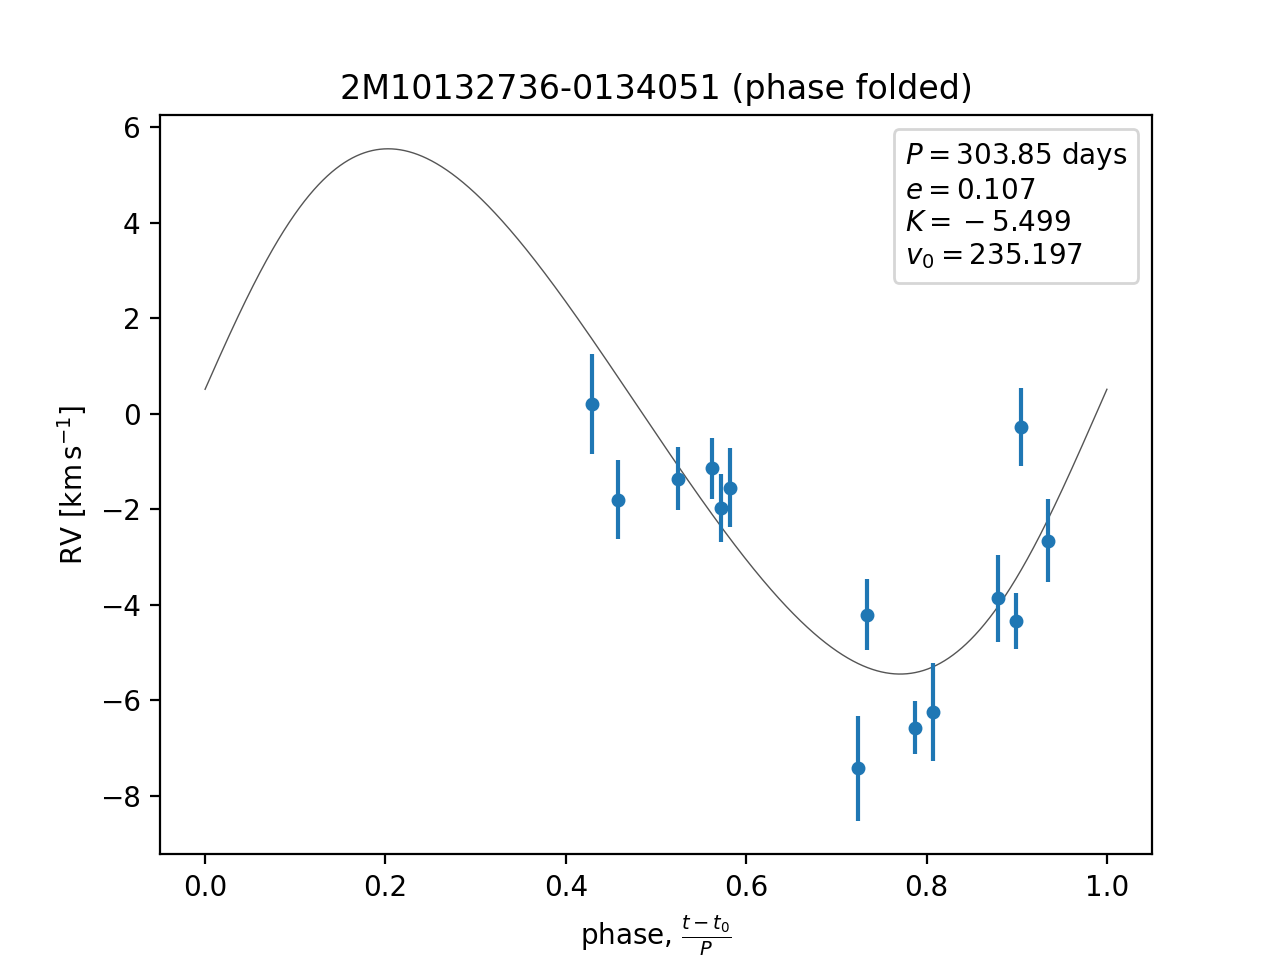 2M10132736-0134051 (phase folded)
P = 303.85 days
e = 0.107
K = −5.499
v₀ = 235.197
6
4
2
0
−2
−4
−6
−8
RV [km s⁻¹]
0.0 0.2 0.4 0.6 0.8 1.0
phase, (t − t₀)/P